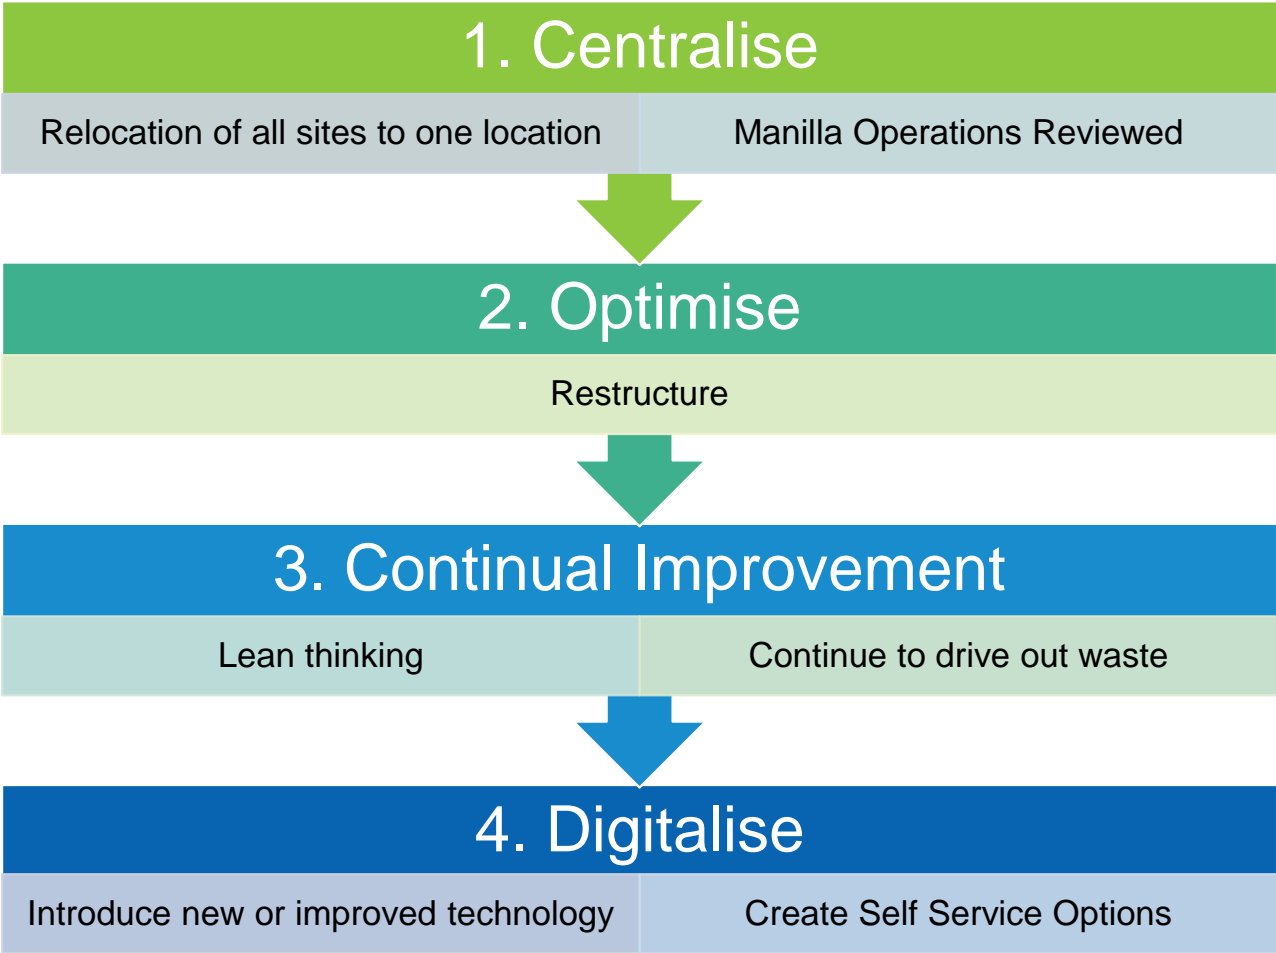 1. Centralise
Relocation of all sites to one location
Manilla Operations Reviewed
2. Optimise
Restructure
3. Continual Improvement
Lean thinking
Continue to drive out waste
4. Digitalise
Introduce new or improved technology
Create Self Service Options